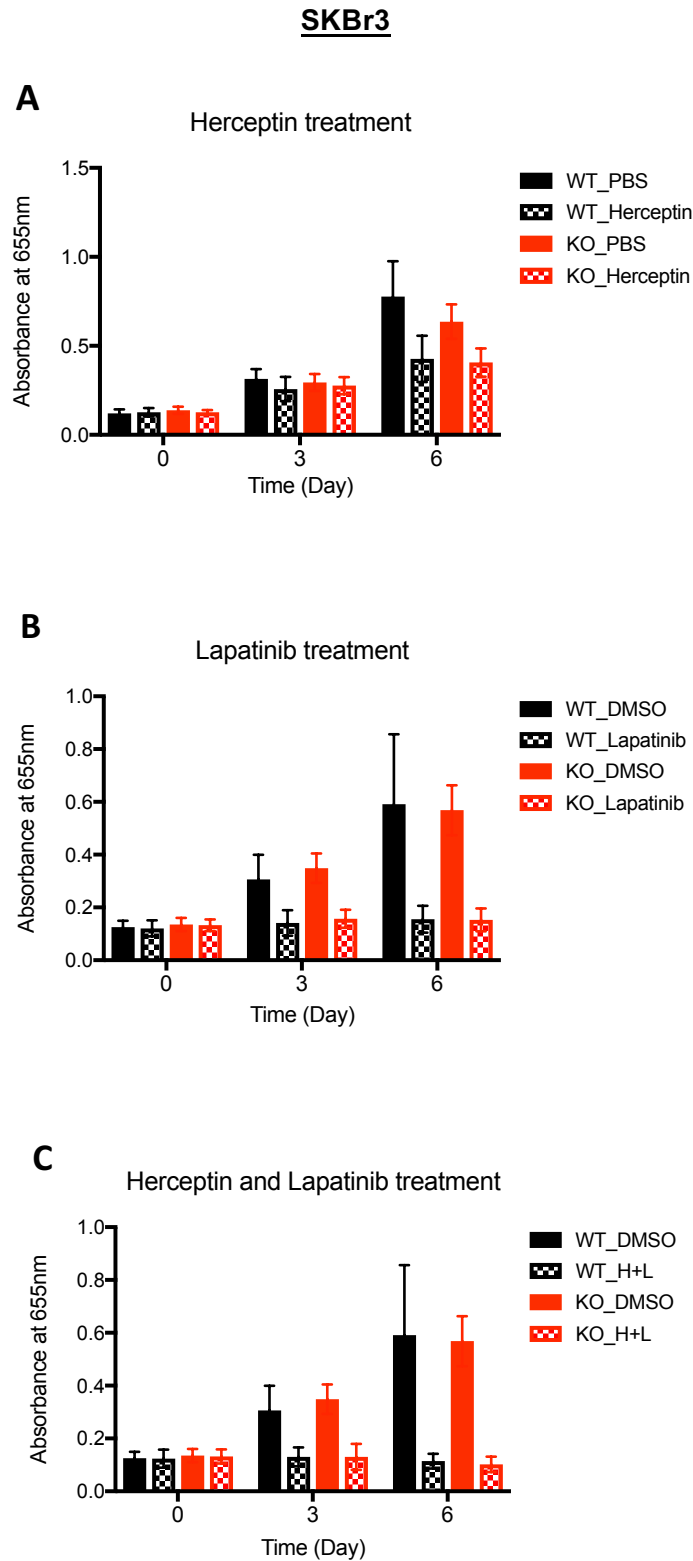 SKBr3
A
Herceptin treatment
Absorbance at 655nm
1.5
1.0
0.5
0.0
0 3 6
Time (Day)
WT_PBS
WT_Herceptin
KO_PBS
KO_Herceptin
B
Lapatinib treatment
Absorbance at 655nm
1.0
0.8
0.6
0.4
0.2
0.0
0 3 6
Time (Day)
WT_DMSO
WT_Lapatinib
KO_DMSO
KO_Lapatinib
C
Herceptin and Lapatinib treatment
Absorbance at 655nm
1.0
0.8
0.6
0.4
0.2
0.0
0 3 6
Time (Day)
WT_DMSO
WT_H+L
KO_DMSO
KO_H+L